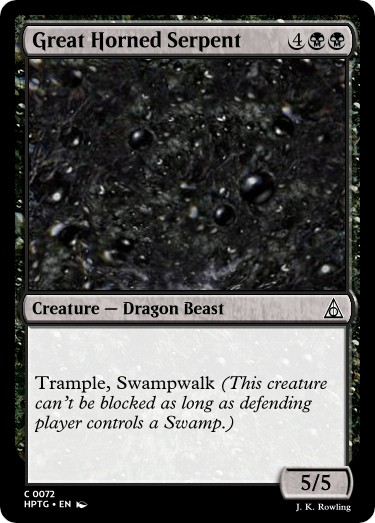 Great Horned Serpent 4
Creature — Dragon Beast
Trample, Swampwalk (This creature
can't be blocked as long as defending
player controls a Swamp.)
5/5
C 0072
HPTG • EN
J. K. Rowling